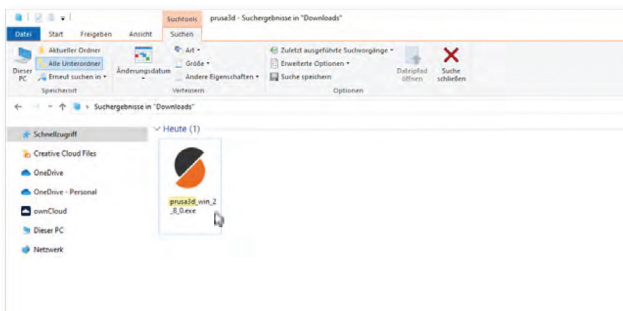 Suchtools prusa3d - Suchergebnisse in "Downloads"
Datei Start Freigeben Ansicht Suchen
Dieser PC
Aktueller Ordner
Alle Unterordner
Erneut suchen in
Speicherort
Änderungsdatum
Art
Größe
Andere Eigenschaften
Verfeinern
Zuletzt ausgeführte Suchvorgänge
Erweiterte Optionen
Suche speichern
Dateipfad öffnen
Suche schließen
Optionen
Suchergebnisse in "Downloads"
Schnellzugriff
Creative Cloud Files
OneDrive
OneDrive - Personal
ownCloud
Dieser PC
Netzwerk
Heute (1)
prusa3d_win_2
_8_0.exe